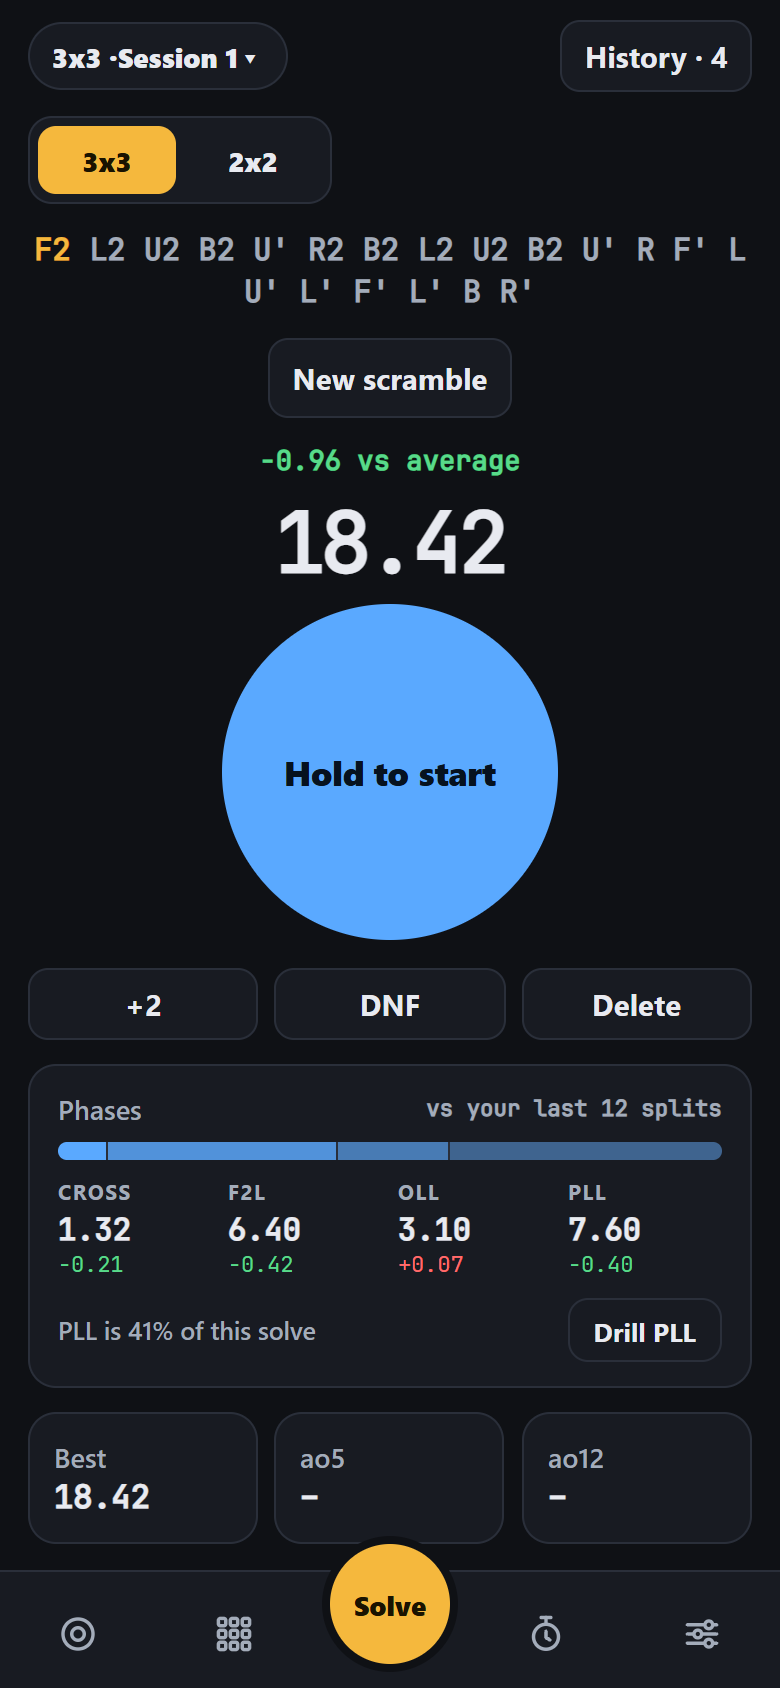 3x3 ·Session 1 ▾
History · 4
3x3
2x2
F2 L2 U2 B2 U' R2 B2 L2 U2 B2 U' R F' L
U' L' F' L' B R'
New scramble
-0.96 vs average
18.42
Hold to start
+2
DNF
Delete
Phases
vs your last 12 splits
CROSS F2L OLL PLL
1.32 6.40 3.10 7.60
-0.21 -0.42 +0.07 -0.40
PLL is 41% of this solve
Drill PLL
Best
18.42
ao5
–
ao12
–
Solve